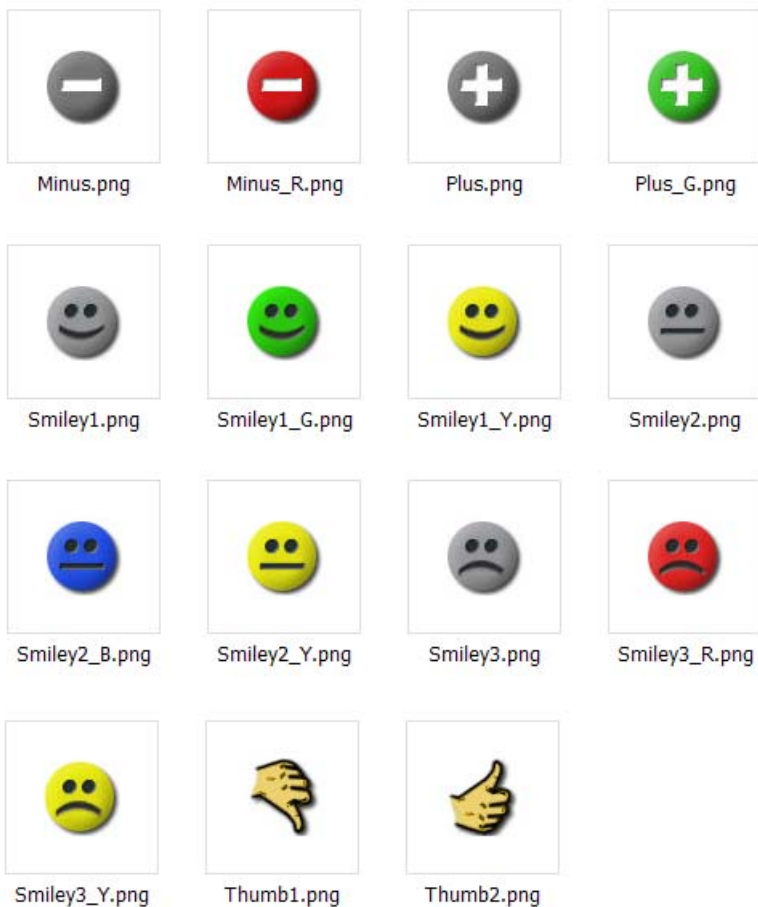 Minus.png
Minus_R.png
Plus.png
Plus_G.png
Smiley1.png
Smiley1_G.png
Smiley1_Y.png
Smiley2.png
Smiley2_B.png
Smiley2_Y.png
Smiley3.png
Smiley3_R.png
Smiley3_Y.png
Thumb1.png
Thumb2.png